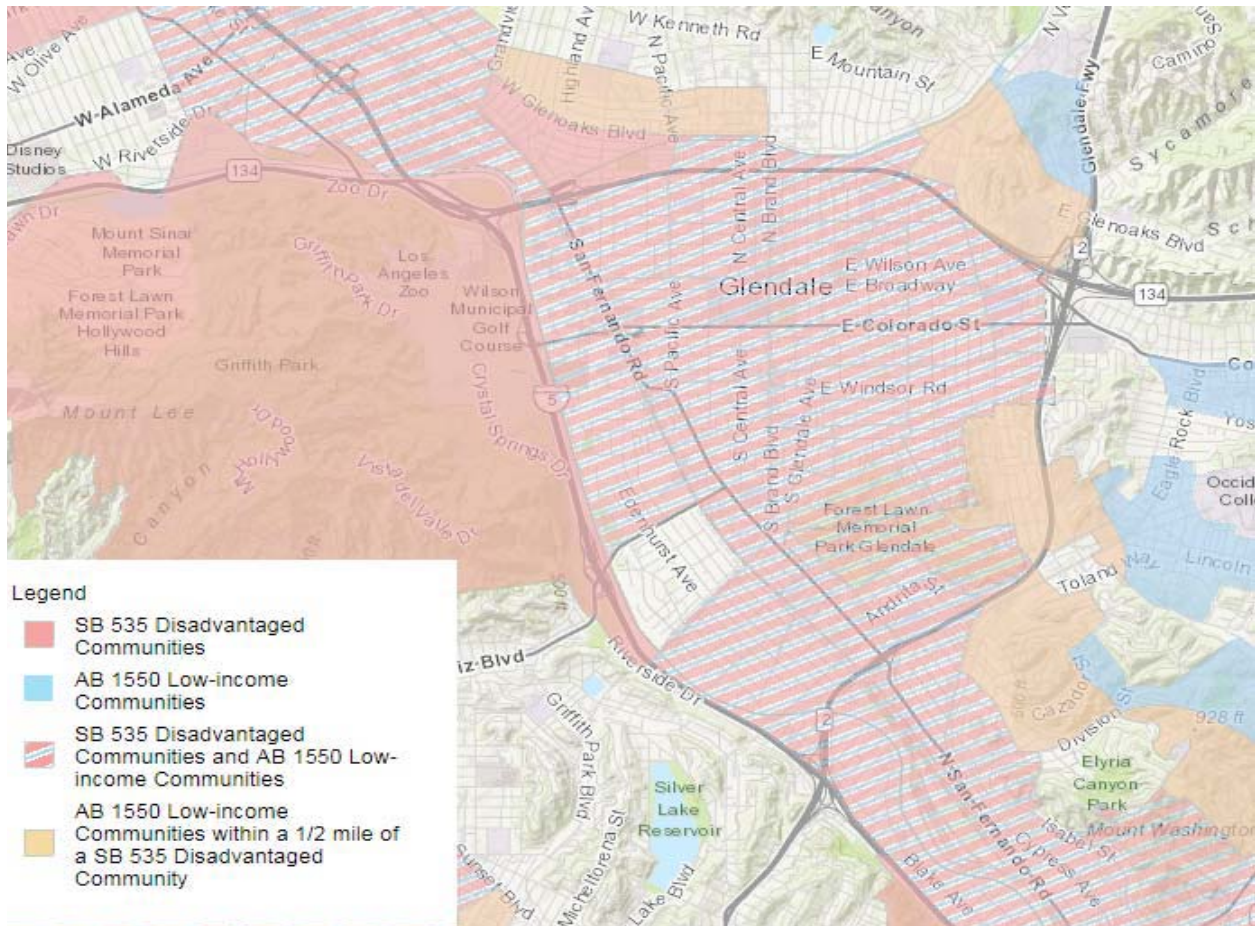 W Kenneth Rd
Highland Av
N Pacific Ave
E Mountain St
Canyon
Grandvie
W Olive Ave
W-Alameda Ave
W Riverside Dr
Disney
Studios
134
Zoo Dr
W Glenoaks Blvd
N Central Ave
N Brand Blvd
Glendale Fwy
Camino
Sycamore
E
Glenoaks Blvd
2
134
Mount Sinai
Memorial
Park
Forest Lawn
Memorial Park
Hollywood
Hills
Griffith Park Dr
Los
Angeles
Zoo
Wilson
Municipal
Golf
Course
Griffith Park
Crystal Springs Dr
5
San-Fernando Rd
S Pacific Ave
Glendale
E Wilson Ave
E Broadway
E-Colorado St
E Windsor Rd
S Central Ave
S Brand Blvd
S Glendale Ave
Mount Lee
Canyon
Vista del Valle Dr
Edenhurst Ave
Forest Lawn
Memorial
Park Glendale
Andrita St
Eagle Rock Blvd
Toland Way
Lincoln
928 ft
Cazador St
Division St
Elyria
Canyon
Park
Mount Washington
Isabel St
Cypress Ave
N-San-Fernando Rd
Blake Ave
2
Riverside Dr
iz-Blvd
Griffith Park Blvd
Silver
Lake
Reservoir
Micheltorena St
Lake Blvd
Sunset Blvd
Legend
SB 535 Disadvantaged
Communities
AB 1550 Low-income
Communities
SB 535 Disadvantaged
Communities and AB 1550 Low-
income Communities
AB 1550 Low-income
Communities within a 1/2 mile of
a SB 535 Disadvantaged
Community